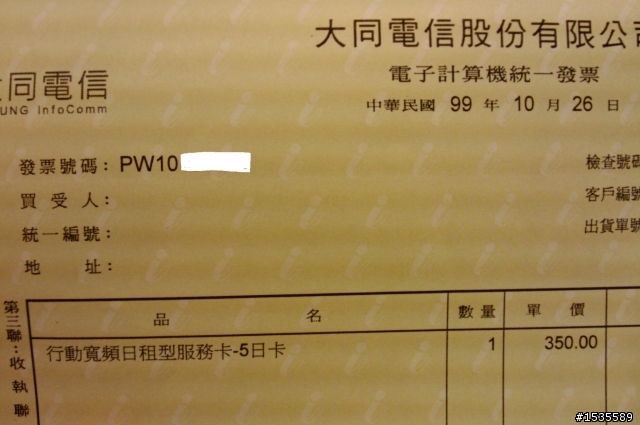 大同電信股份有限公司
電子計算機統一發票
中華民國 99 年 10 月 26 日
大同電信
UNG InfoComm
發票號碼：PW10
檢查號碼
買受人：
客戶編號
統一編號：
出貨單號
地 址：
第三聯：收執聯
品 名 數量 單 價
行動寬頻日租型服務卡-5日卡 1 350.00
#1535589